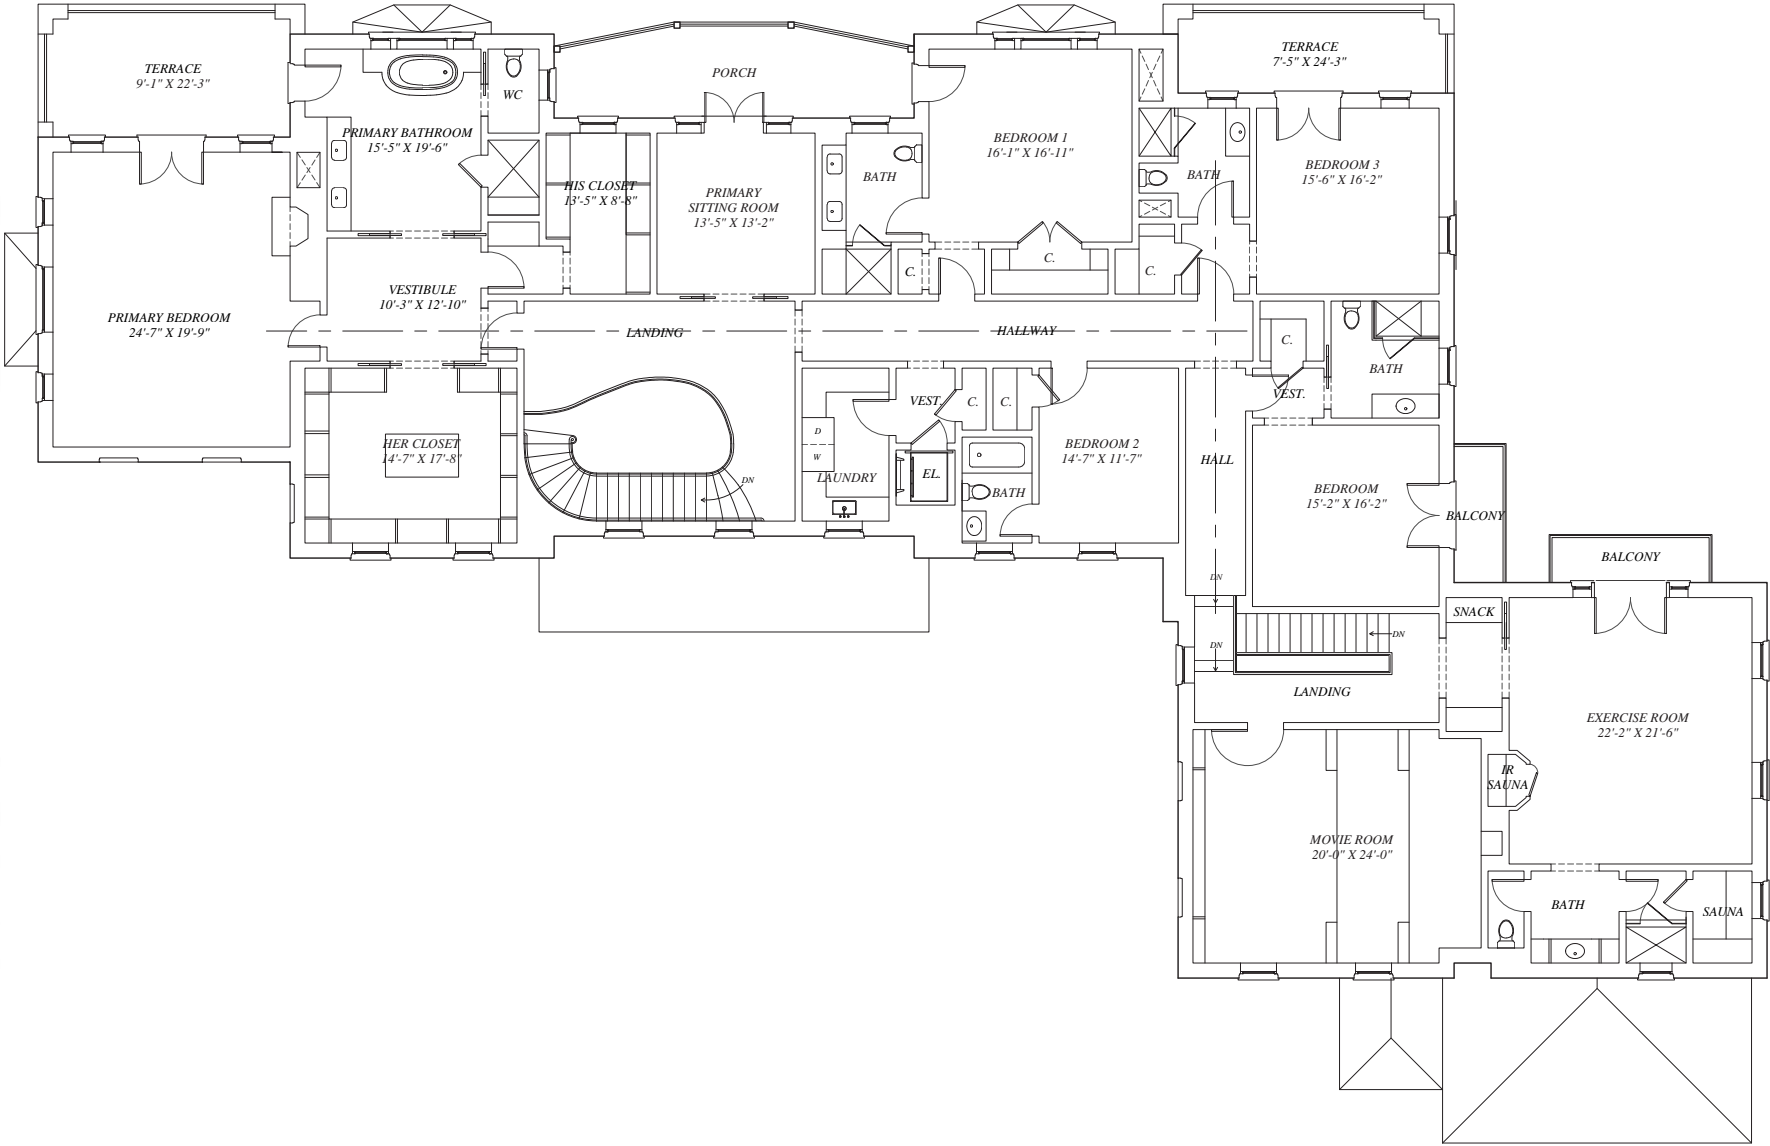 TERRACE
9'-1" X 22'-3"
PRIMARY BATHROOM
15'-5" X 19'-6"
WC
PORCH
TERRACE
7'-5" X 24'-3"
HIS CLOSET
13'-5" X 8'-8"
PRIMARY
SITTING ROOM
13'-5" X 13'-2"
BATH
BEDROOM 1
16'-1" X 16'-11"
BATH
BEDROOM 3
15'-6" X 16'-2"
C.
C.
C.
PRIMARY BEDROOM
24'-7" X 19'-9"
VESTIBULE
10'-3" X 12'-10"
LANDING
HALLWAY
C.
BATH
VEST.
HER CLOSET
14'-7" X 17'-8"
DN
D
W
LAUNDRY
VEST.
C.
C.
EL.
BATH
BEDROOM 2
14'-7" X 11'-7"
HALL
BEDROOM
15'-2" X 16'-2"
BALCONY
BALCONY
DN
DN
DN
SNACK
LANDING
EXERCISE ROOM
22'-2" X 21'-6"
IR
SAUNA
MOVIE ROOM
20'-0" X 24'-0"
BATH
SAUNA